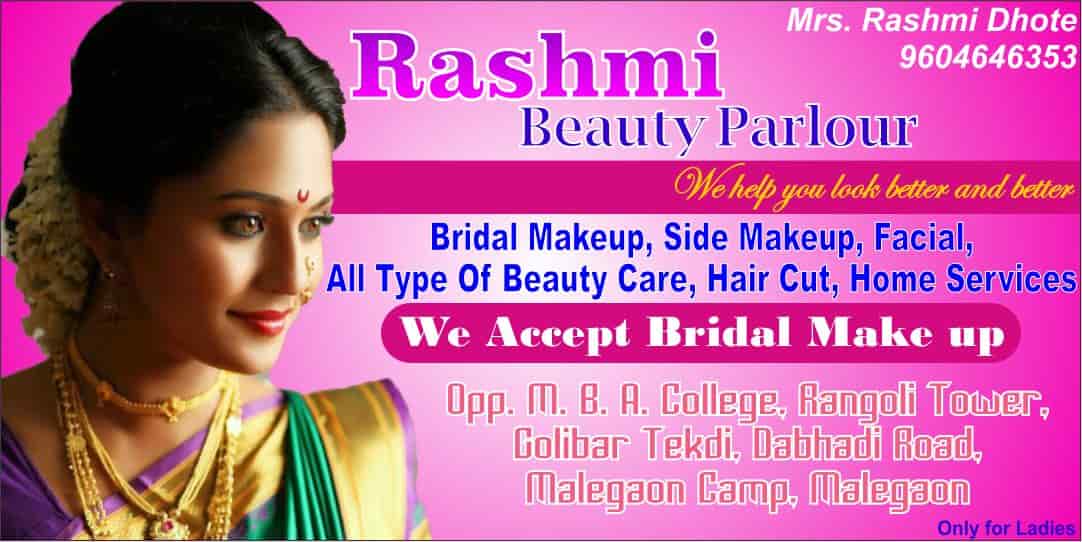 Mrs. Rashmi Dhote
9604646353
Rashmi
Beauty Parlour
We help you look better and better
Bridal Makeup, Side Makeup, Facial,
All Type Of Beauty Care, Hair Cut, Home Services
We Accept Bridal Make up
Opp. M. B. A. College, Rangoli Tower,
Golibar Tekdi, Dabhadi Road,
Malegaon Camp, Malegaon
Only for Ladies